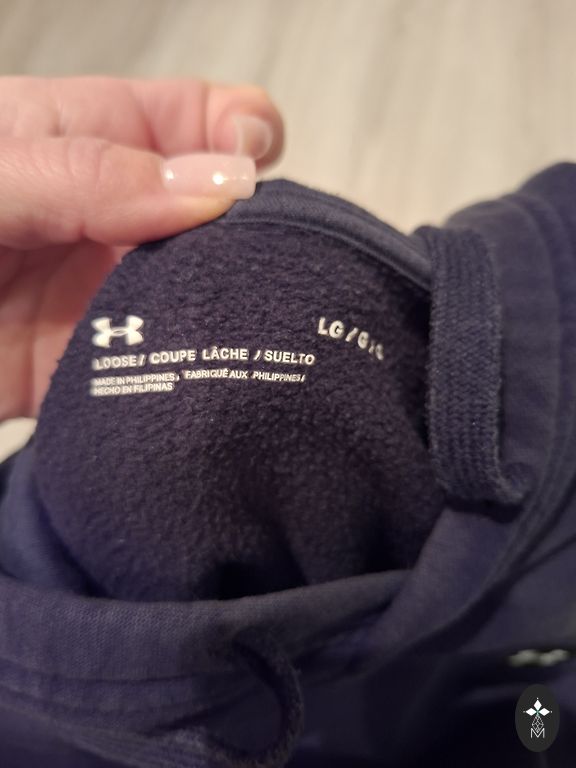 LG / G / G
LOOSE / COUPE LÂCHE / SUELTO
MADE IN PHILIPPINES / FABRIQUÉ AUX PHILIPPINES /
HECHO EN FILIPINAS
M